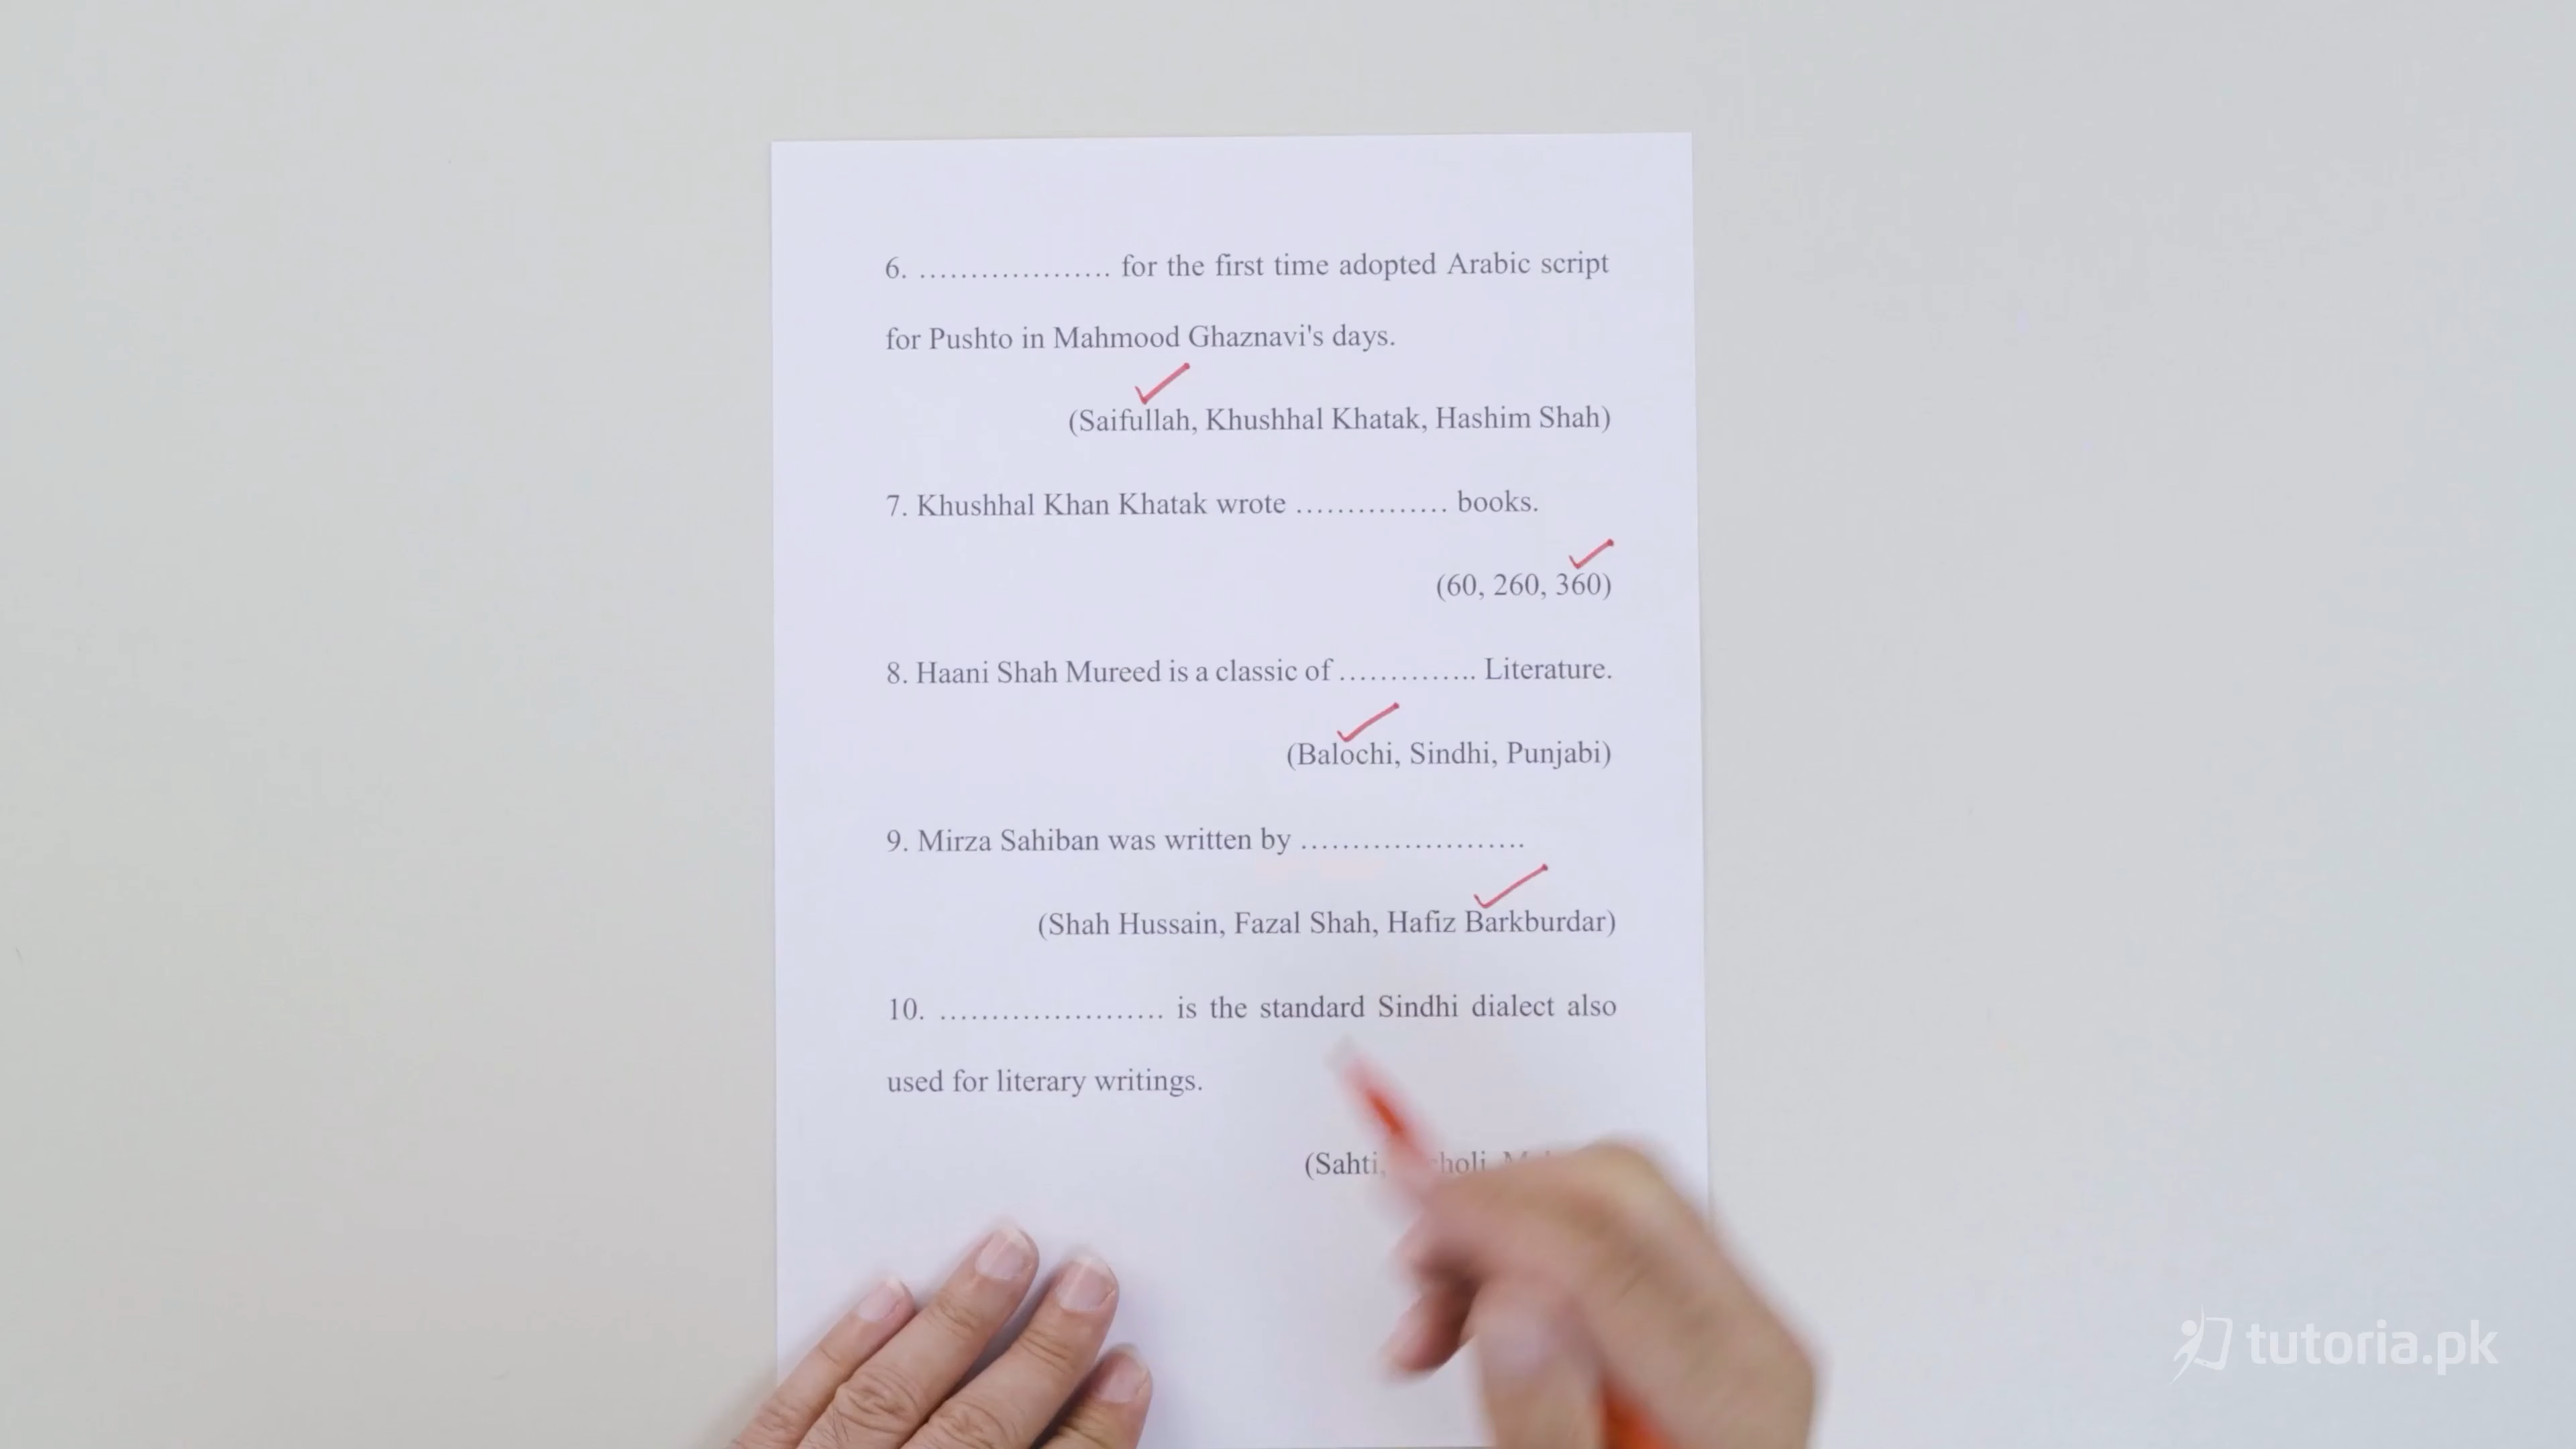 6. ................... for the first time adopted Arabic script
for Pushto in Mahmood Ghaznavi's days.
(Saifullah, Khushhal Khatak, Hashim Shah)
7. Khushhal Khan Khatak wrote ............... books.
(60, 260, 360)
8. Haani Shah Mureed is a classic of .............. Literature.
(Balochi, Sindhi, Punjabi)
9. Mirza Sahiban was written by ......................
(Shah Hussain, Fazal Shah, Hafiz Barkburdar)
10. ...................... is the standard Sindhi dialect also
used for literary writings.
(Sahti,
tutoria.pk